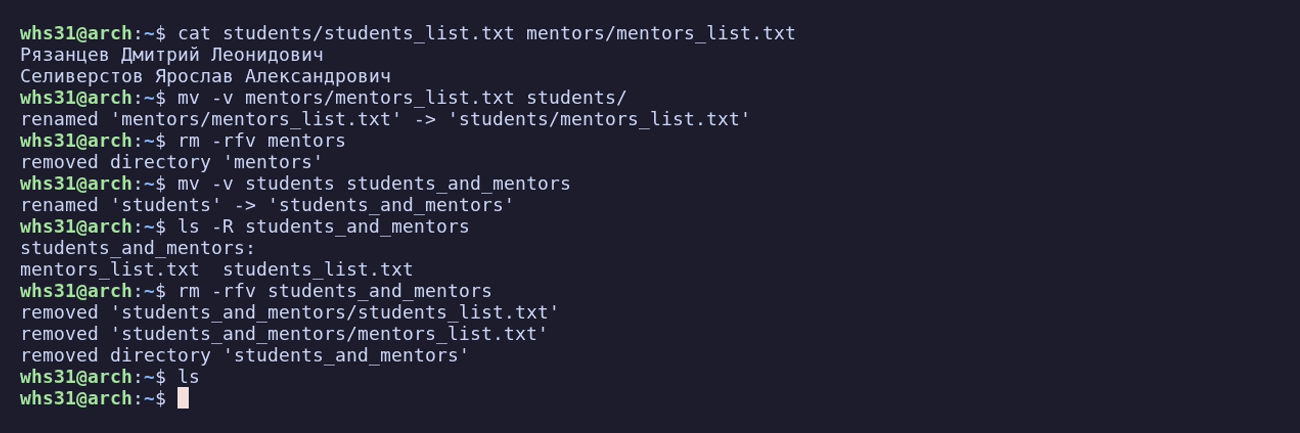 whs31@arch:~$ cat students/students_list.txt mentors/mentors_list.txt
Рязанцев Дмитрий Леонидович
Селиверстов Ярослав Александрович
whs31@arch:~$ mv -v mentors/mentors_list.txt students/
renamed 'mentors/mentors_list.txt' -> 'students/mentors_list.txt'
whs31@arch:~$ rm -rfv mentors
removed directory 'mentors'
whs31@arch:~$ mv -v students students_and_mentors
renamed 'students' -> 'students_and_mentors'
whs31@arch:~$ ls -R students_and_mentors
students_and_mentors:
mentors_list.txt  students_list.txt
whs31@arch:~$ rm -rfv students_and_mentors
removed 'students_and_mentors/students_list.txt'
removed 'students_and_mentors/mentors_list.txt'
removed directory 'students_and_mentors'
whs31@arch:~$ ls
whs31@arch:~$